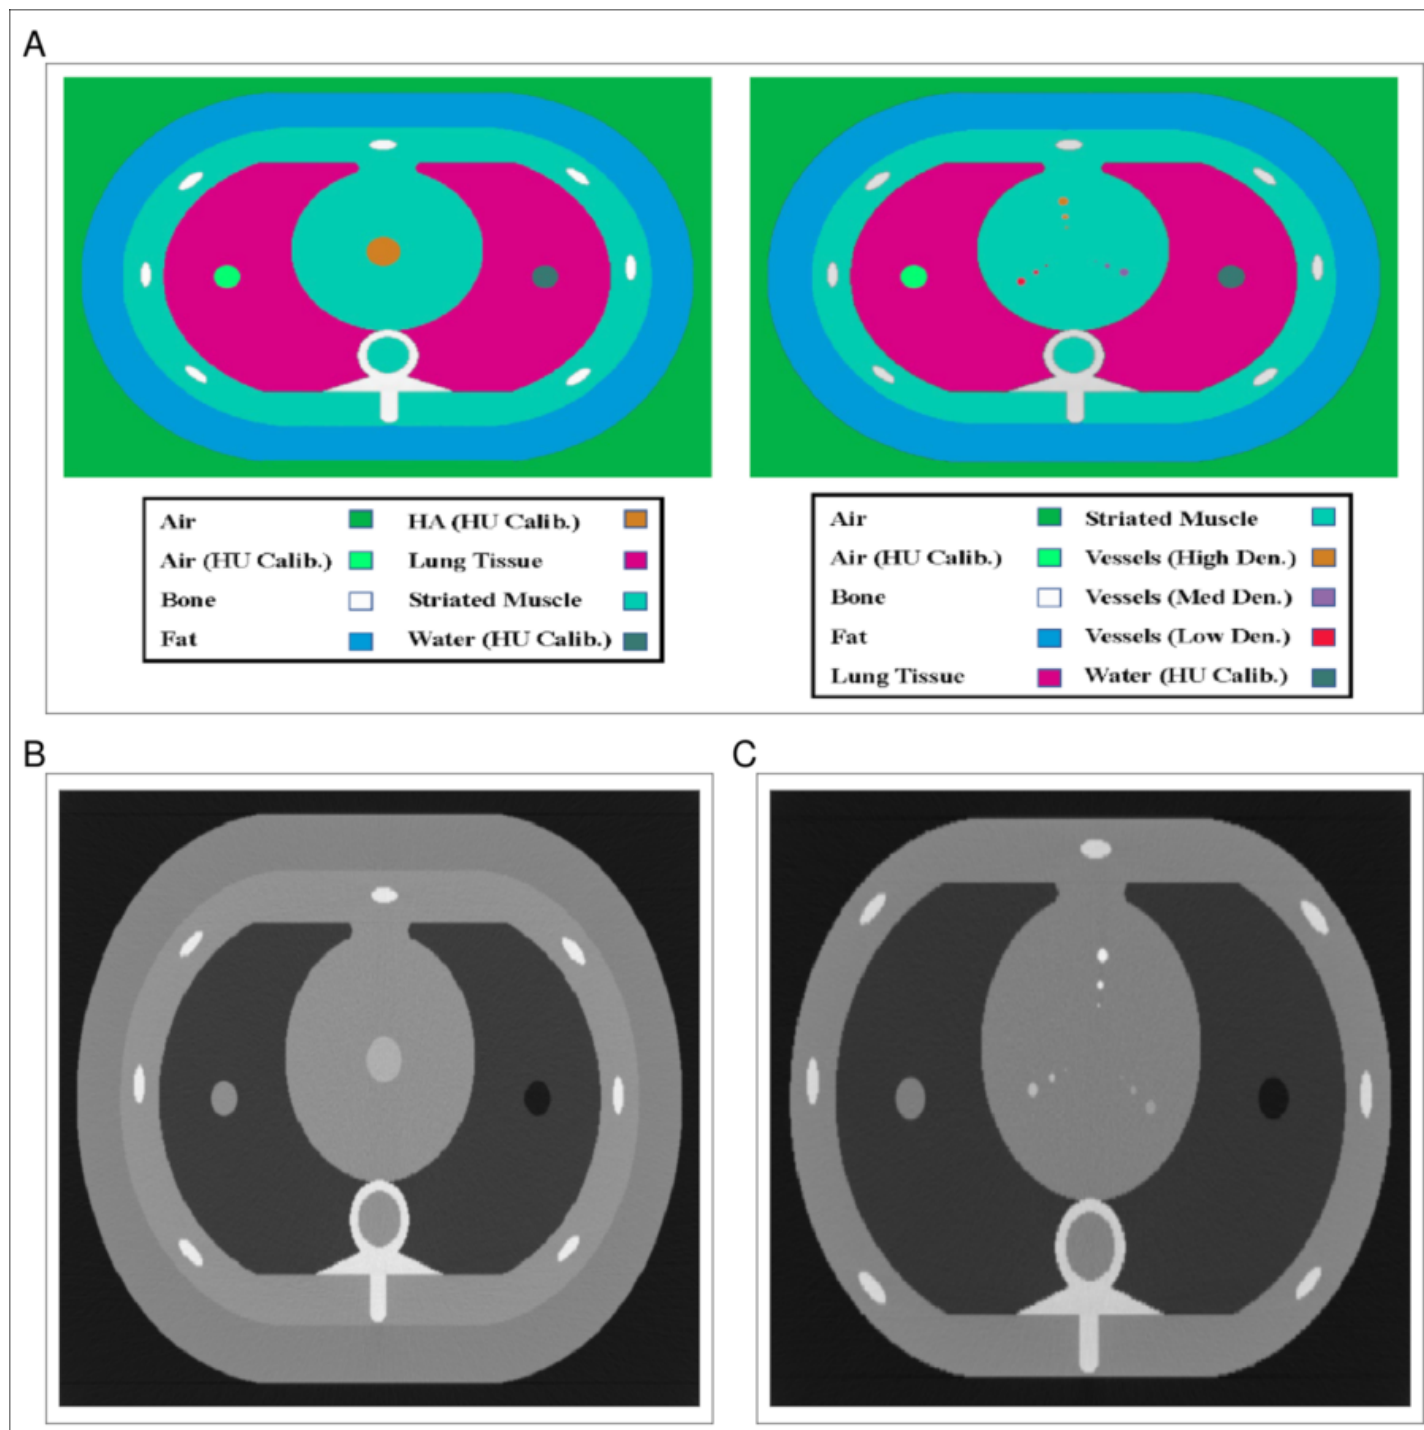 A
Air HA (HU Calib.)
Air (HU Calib.) Lung Tissue
Bone Striated Muscle
Fat Water (HU Calib.)
Air Striated Muscle
Air (HU Calib.) Vessels (High Den.)
Bone Vessels (Med Den.)
Fat Vessels (Low Den.)
Lung Tissue Water (HU Calib.)
B
C